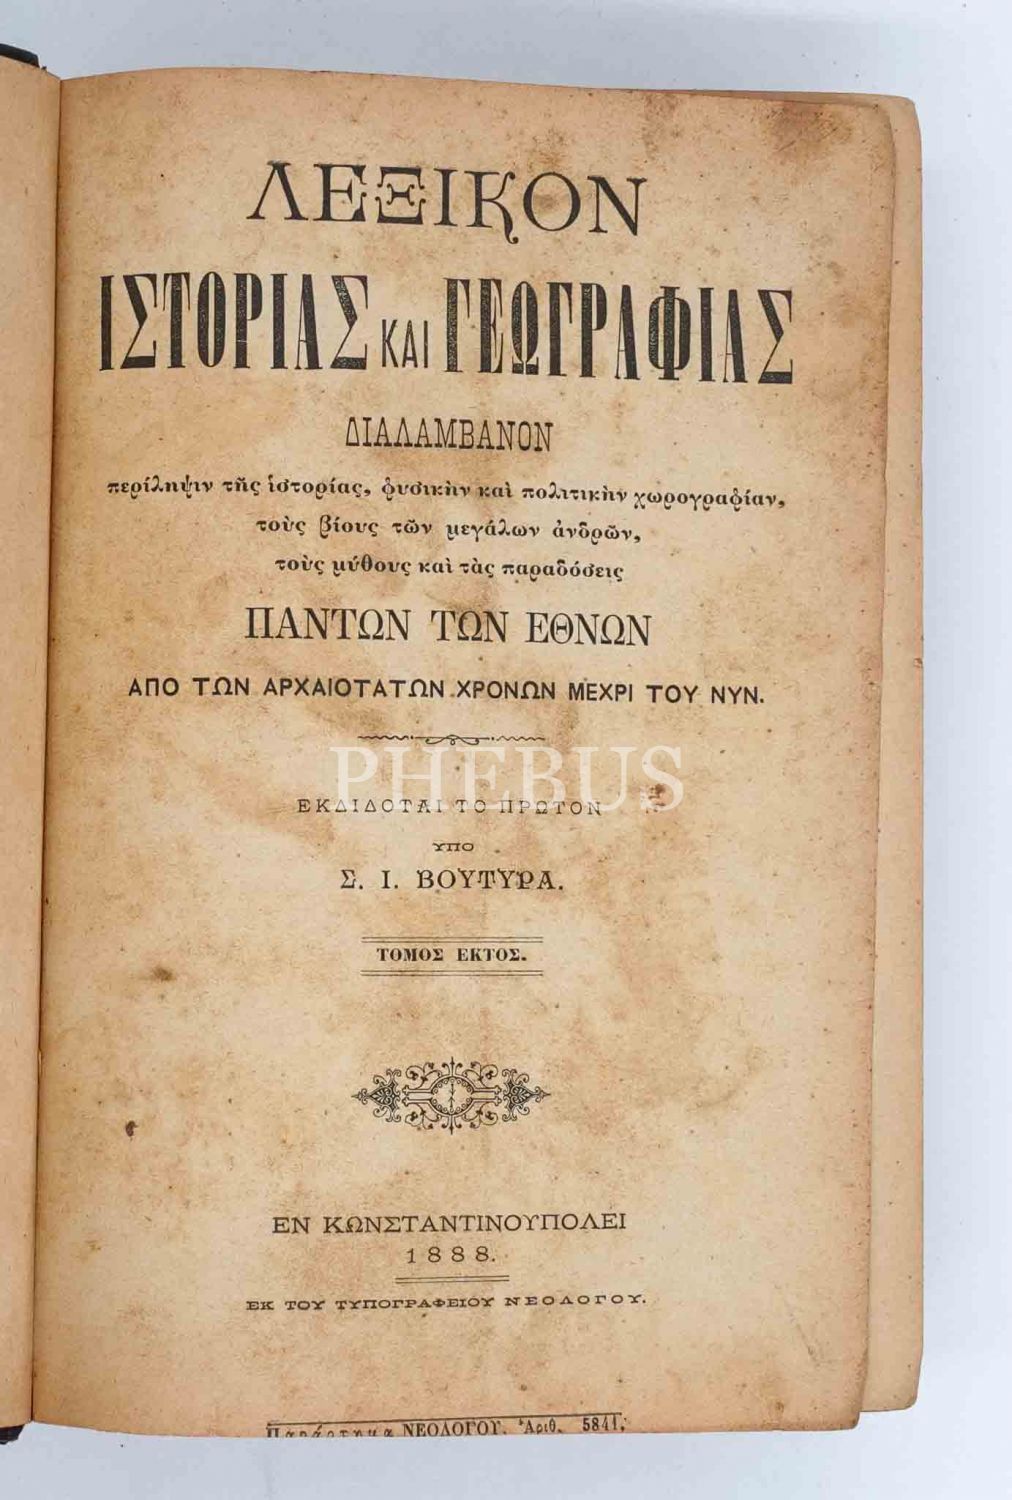 ΛΕΞΙΚΟΝ
ΙΣΤΟΡΙΑΣ ΚΑΙ ΓΕΩΓΡΑΦΙΑΣ
ΔΙΑΛΑΜΒΑΝΟΝ
περίληψιν τῆς ἱστορίας, φυσικὴν καὶ πολιτικὴν χωρογραφίαν,
τοὺς βίους τῶν μεγάλων ἀνδρῶν,
τοὺς μύθους καὶ τὰς παραδόσεις
ΠΑΝΤΩΝ ΤΩΝ ΕΘΝΩΝ
ΑΠΟ ΤΩΝ ΑΡΧΑΙΟΤΑΤΩΝ ΧΡΟΝΩΝ ΜΕΧΡΙ ΤΟΥ ΝΥΝ.
PHEBUS
ΕΚΔΙΔΟΤΑΙ ΤΟ ΠΡΩΤΟΝ
ΥΠΟ
Σ. Ι. ΒΟΥΤΥΡΑ.
ΤΟΜΟΣ ΕΚΤΟΣ.
ΕΝ ΚΩΝΣΤΑΝΤΙΝΟΥΠΟΛΕΙ
1888.
ΕΚ ΤΟΥ ΤΥΠΟΓΡΑΦΕΙΟΥ ΝΕΟΛΟΓΟΥ.
Παράρτημα ΝΕΟΛΟΓΟΥ. Ἀριθ. 5841.